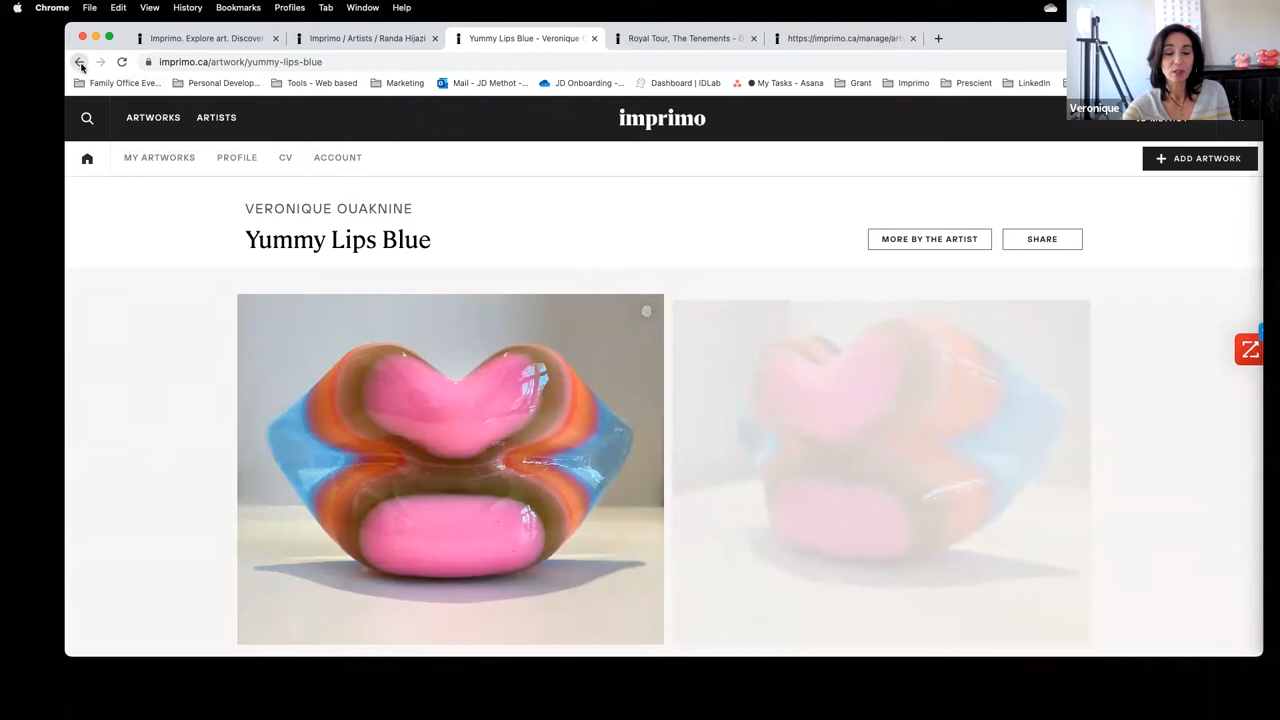 Chrome File Edit View History Bookmarks Profiles Tab Window Help
Imprimo. Explore art. Discover Imprimo / Artists / Randa Hijazi Yummy Lips Blue - Veronique Royal Tour, The Tenements - G https://imprimo.ca/manage/art
imprimo.ca/artwork/yummy-lips-blue
Family Office Eve... Personal Develop... Tools - Web based Marketing Mail - JD Methot -... JD Onboarding -... Dashboard | IDLab My Tasks - Asana Grant Imprimo Prescient LinkedIn
Veronique
ARTWORKS ARTISTS imprimo
MY ARTWORKS PROFILE CV ACCOUNT + ADD ARTWORK
VERONIQUE OUAKNINE
Yummy Lips Blue
MORE BY THE ARTIST SHARE